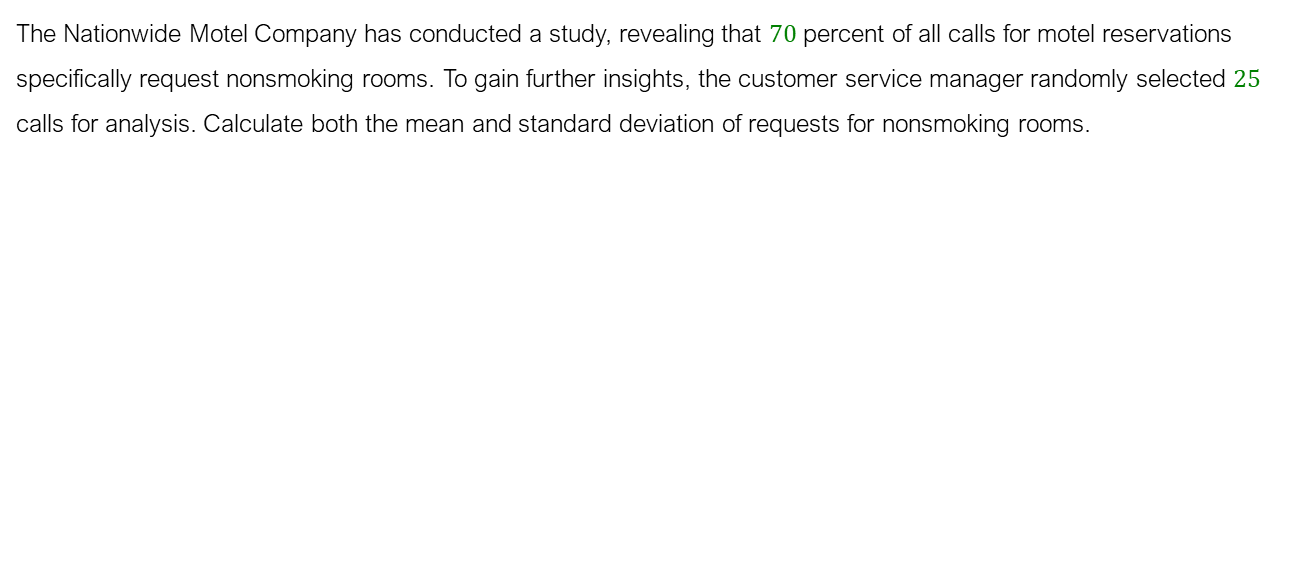 The Nationwide Motel Company has conducted a study, revealing that 70 percent of all calls for motel reservations
specifically request nonsmoking rooms. To gain further insights, the customer service manager randomly selected 25
calls for analysis. Calculate both the mean and standard deviation of requests for nonsmoking rooms.